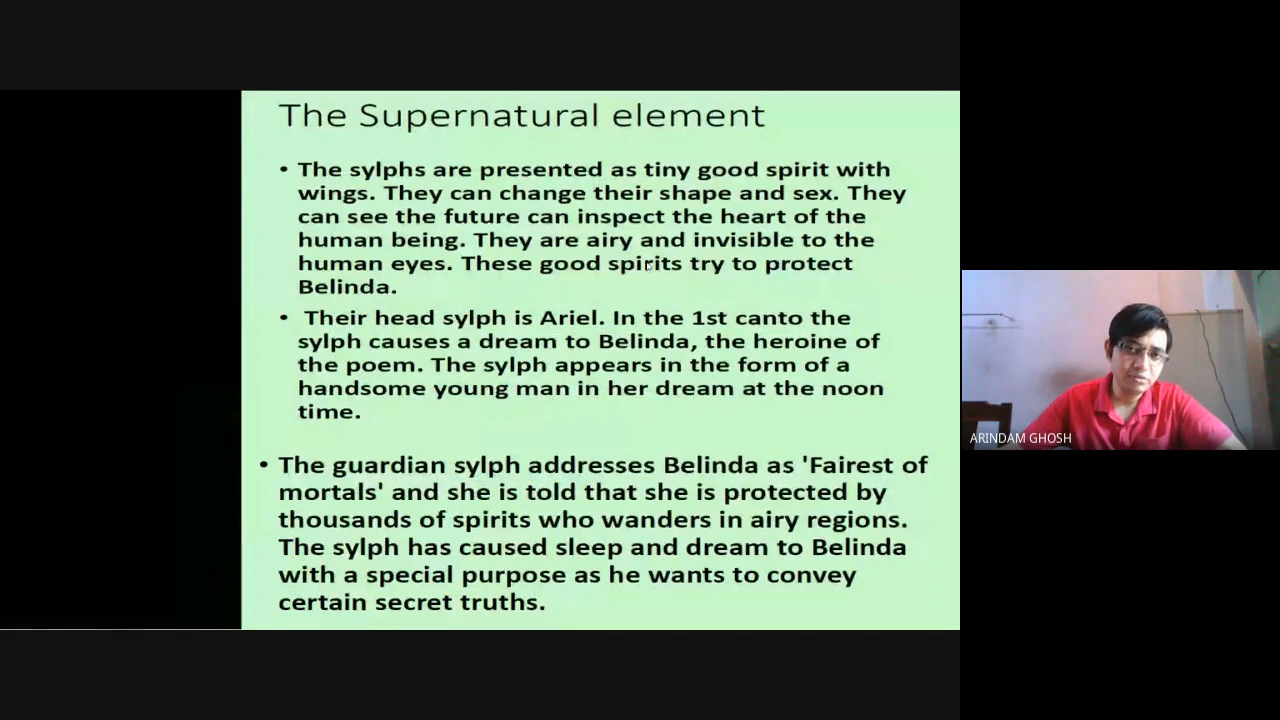 The Supernatural element
• The sylphs are presented as tiny good spirit with
wings. They can change their shape and sex. They
can see the future can inspect the heart of the
human being. They are airy and invisible to the
human eyes. These good spirits try to protect
Belinda.
• Their head sylph is Ariel. In the 1st canto the
sylph causes a dream to Belinda, the heroine of
the poem. The sylph appears in the form of a
handsome young man in her dream at the noon
time.
• The guardian sylph addresses Belinda as 'Fairest of
mortals' and she is told that she is protected by
thousands of spirits who wanders in airy regions.
The sylph has caused sleep and dream to Belinda
with a special purpose as he wants to convey
certain secret truths.
ARINDAM GHOSH